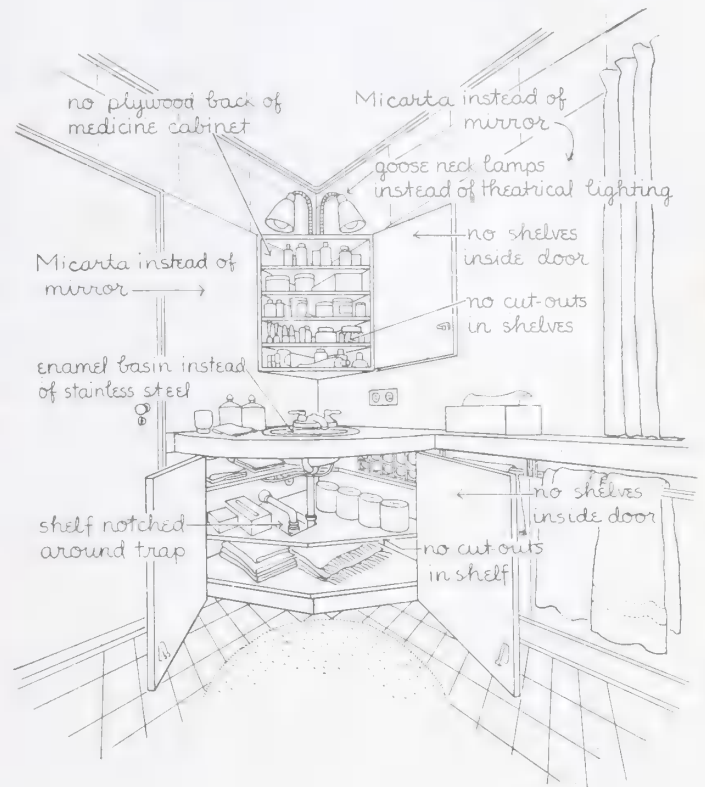 no plywood back of
medicine cabinet
Micarta instead of
mirror
goose neck lamps
instead of theatrical lighting
no shelves
inside door
Micarta instead of
mirror
no cut-outs
in shelves
enamel basin instead
of stainless steel
no shelves
inside door
shelf notched
around trap
no cut outs
in shelf